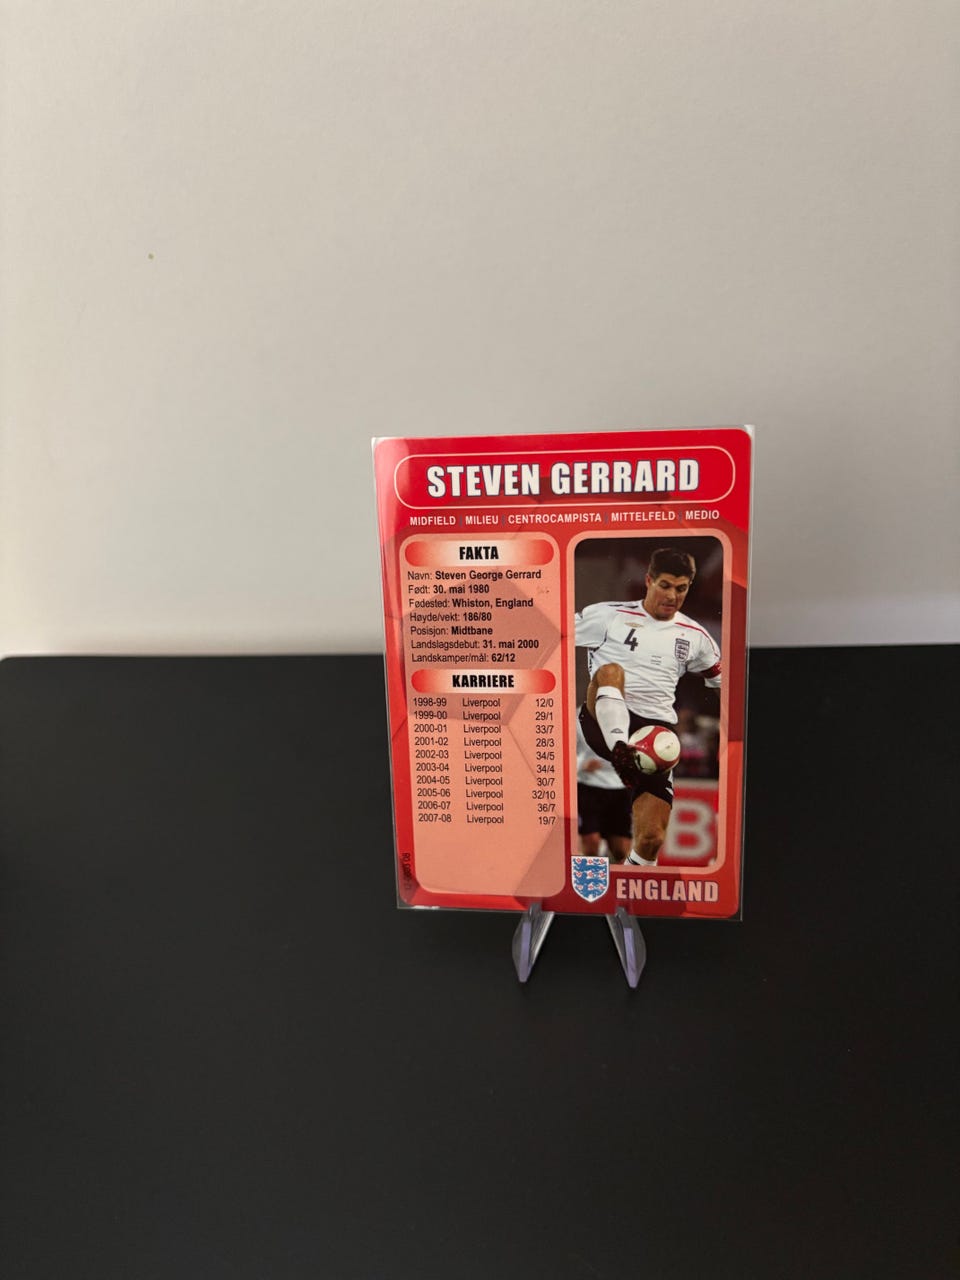 STEVEN GERRARD
MIDFIELD MILIEU CENTROCAMPISTA MITTELFELD MEDIO
FAKTA
Navn: Steven George Gerrard
Født: 30. mai 1980
Fødested: Whiston, England
Høyde/vekt: 186/80
Posisjon: Midtbane
Landslagsdebut: 31. mai 2000
Landskamper/mål: 62/12
KARRIERE
1998-99 Liverpool 12/0
1999-00 Liverpool 29/1
2000-01 Liverpool 33/7
2001-02 Liverpool 28/3
2002-03 Liverpool 34/5
2003-04 Liverpool 34/4
2004-05 Liverpool 30/7
2005-06 Liverpool 32/10
2006-07 Liverpool 36/7
2007-08 Liverpool 19/7
4
B
ENGLAND